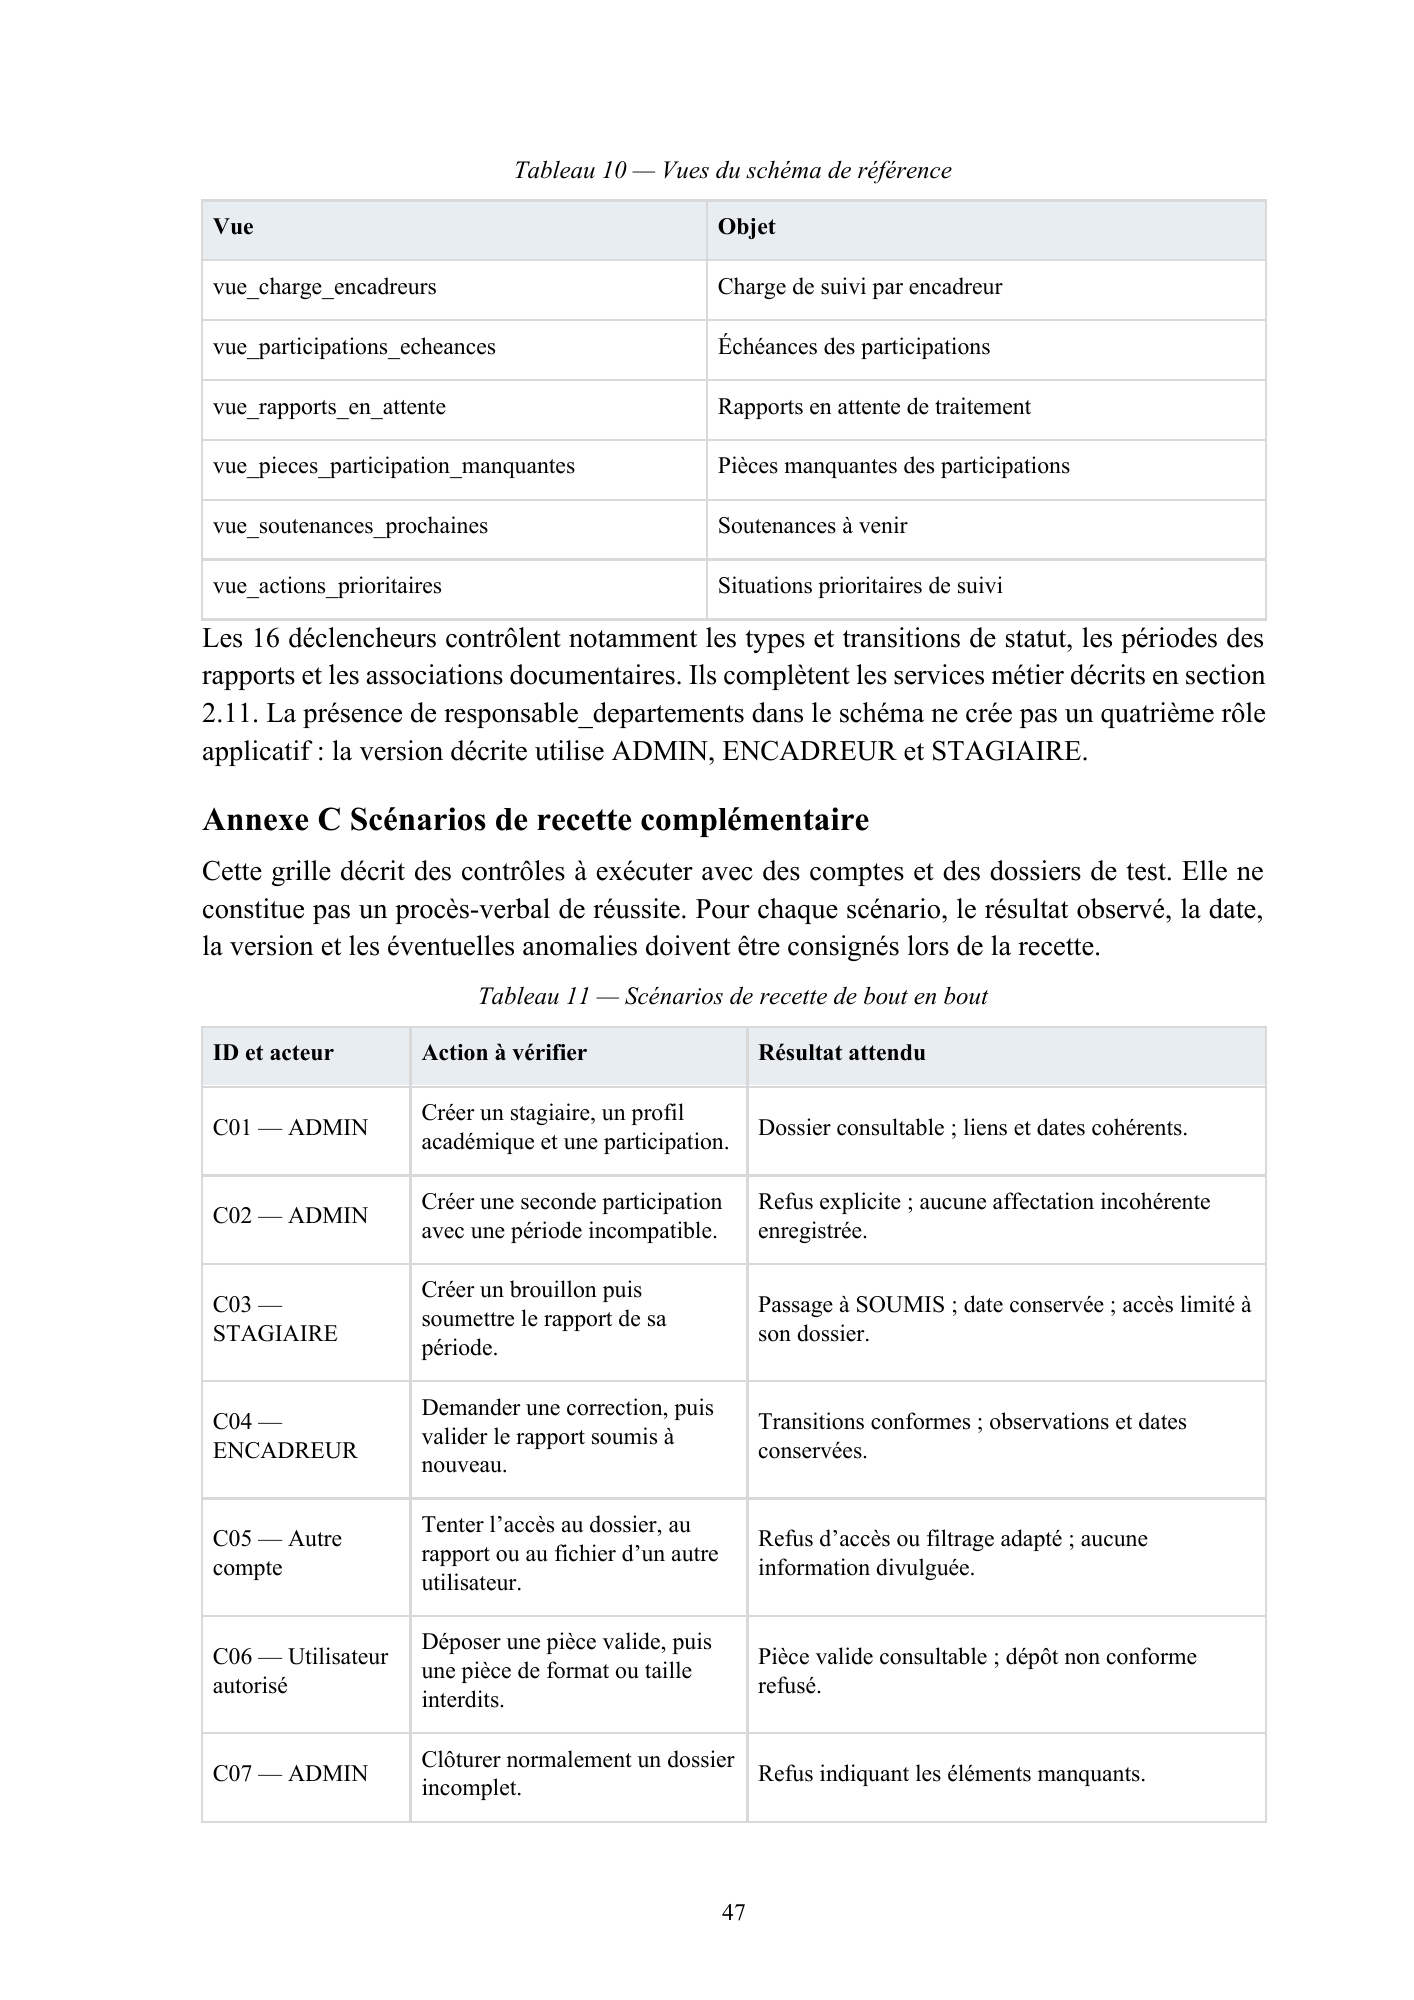 Tableau 10 — Vues du schéma de référence
Vue
Objet
vue_charge_encadreurs
Charge de suivi par encadreur
vue_participations_echeances
Échéances des participations
vue_rapports_en_attente
Rapports en attente de traitement
vue_pieces_participation_manquantes
Pièces manquantes des participations
vue_soutenances_prochaines
Soutenances à venir
vue_actions_prioritaires
Situations prioritaires de suivi
Les 16 déclencheurs contrôlent notamment les types et transitions de statut, les périodes des
rapports et les associations documentaires. Ils complètent les services métier décrits en section
2.11. La présence de responsable_departements dans le schéma ne crée pas un quatrième rôle
applicatif : la version décrite utilise ADMIN, ENCADREUR et STAGIAIRE.
Annexe C Scénarios de recette complémentaire
Cette grille décrit des contrôles à exécuter avec des comptes et des dossiers de test. Elle ne
constitue pas un procès-verbal de réussite. Pour chaque scénario, le résultat observé, la date,
la version et les éventuelles anomalies doivent être consignés lors de la recette.
Tableau 11 — Scénarios de recette de bout en bout
ID et acteur
Action à vérifier
Résultat attendu
C01 — ADMIN
Créer un stagiaire, un profil
académique et une participation.
Dossier consultable ; liens et dates cohérents.
C02 — ADMIN
Créer une seconde participation
avec une période incompatible.
Refus explicite ; aucune affectation incohérente
enregistrée.
C03 —
STAGIAIRE
Créer un brouillon puis
soumettre le rapport de sa
période.
Passage à SOUMIS ; date conservée ; accès limité à
son dossier.
C04 —
ENCADREUR
Demander une correction, puis
valider le rapport soumis à
nouveau.
Transitions conformes ; observations et dates
conservées.
C05 — Autre
compte
Tenter l’accès au dossier, au
rapport ou au fichier d’un autre
utilisateur.
Refus d’accès ou filtrage adapté ; aucune
information divulguée.
C06 — Utilisateur
autorisé
Déposer une pièce valide, puis
une pièce de format ou taille
interdits.
Pièce valide consultable ; dépôt non conforme
refusé.
C07 — ADMIN
Clôturer normalement un dossier
incomplet.
Refus indiquant les éléments manquants.
47